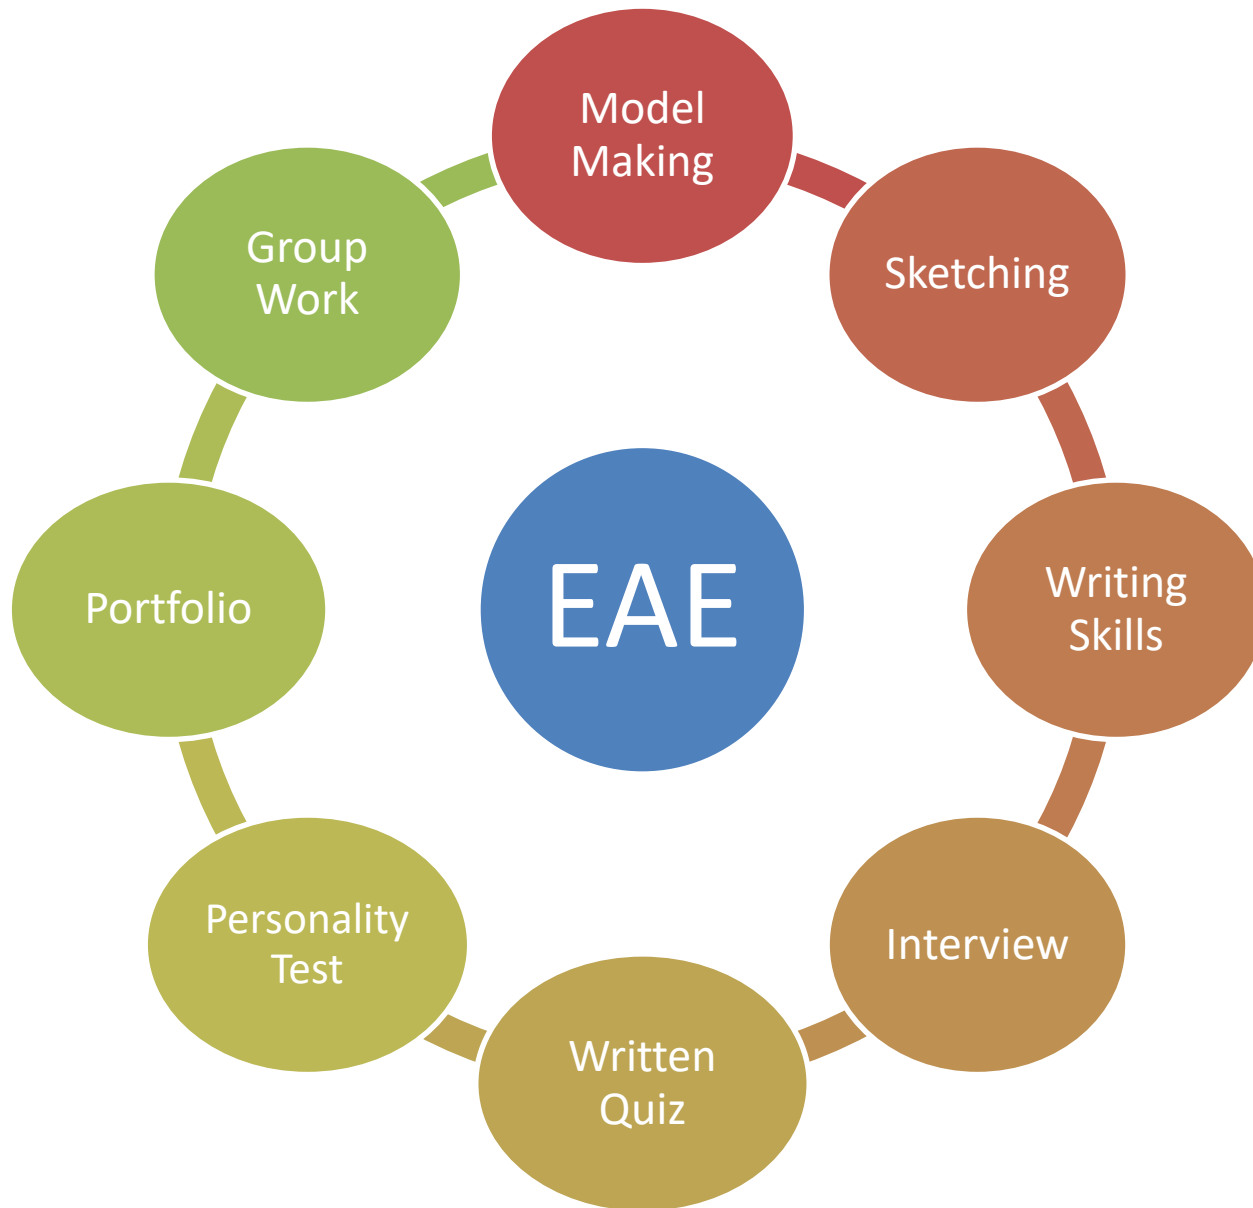 Model
Making
Sketching
Writing
Skills
Interview
Written
Quiz
Personality
Test
Portfolio
Group
Work
EAE